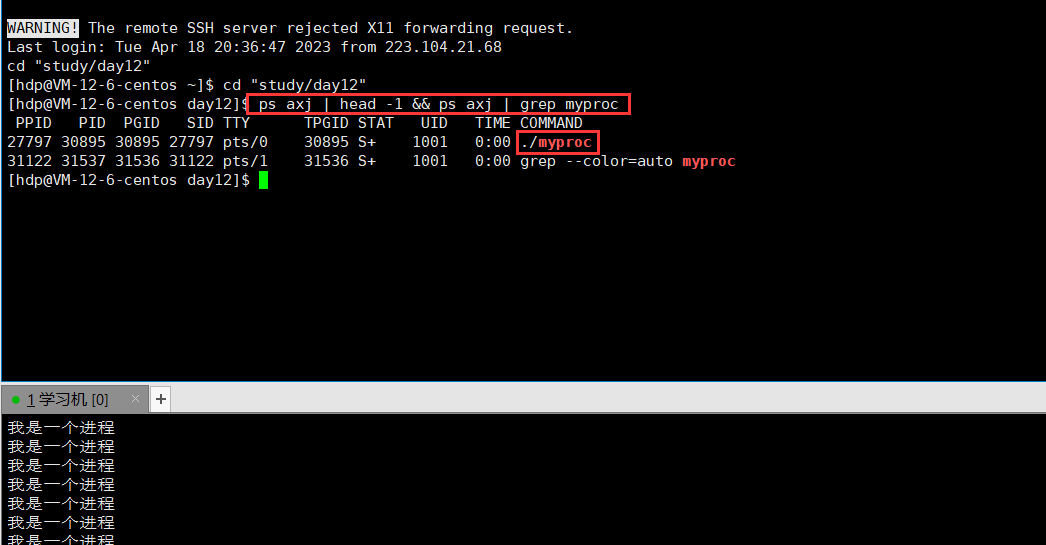 WARNING! The remote SSH server rejected X11 forwarding request.
Last login: Tue Apr 18 20:36:47 2023 from 223.104.21.68
cd "study/day12"
[hdp@VM-12-6-centos ~]$ cd "study/day12"
[hdp@VM-12-6-centos day12]$ ps axj | head -1 && ps axj | grep myproc
PPID PID PGID SID TTY TPGID STAT UID TIME COMMAND
27797 30895 30895 27797 pts/0 30895 S+ 1001 0:00 ./myproc
31122 31537 31536 31122 pts/1 31536 S+ 1001 0:00 grep --color=auto myproc
[hdp@VM-12-6-centos day12]$
1 学习机 [0] × +
我是一个进程
我是一个进程
我是一个进程
我是一个进程
我是一个进程
我是一个进程
我是一个进程